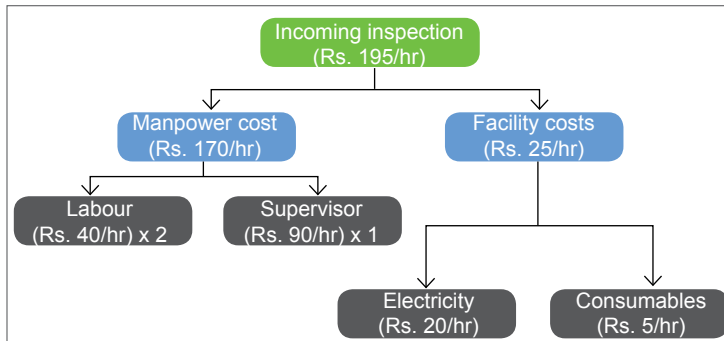 Incoming inspection
(Rs. 195/hr)
Manpower cost
(Rs. 170/hr)
Facility costs
(Rs. 25/hr)
Labour
(Rs. 40/hr) x 2
Supervisor
(Rs. 90/hr) x 1
Electricity
(Rs. 20/hr)
Consumables
(Rs. 5/hr)